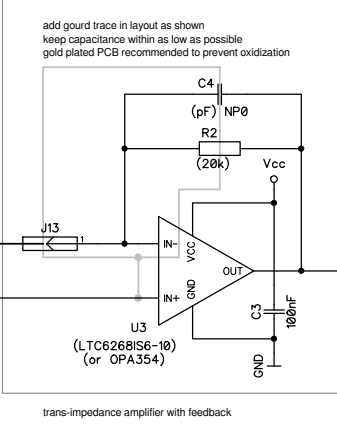 add gourd trace in layout as shown
keep capacitance within as low as possible
gold plated PCB recommended to prevent oxidization
C4
(pF) NP0
R2
(20k)
Vcc
J13
1
IN-
VCC
OUT
GND
IN+
C3
100nF
U3
(LTC6268IS6-10)
(or OPA354)
GND
trans-impedance amplifier with feedback